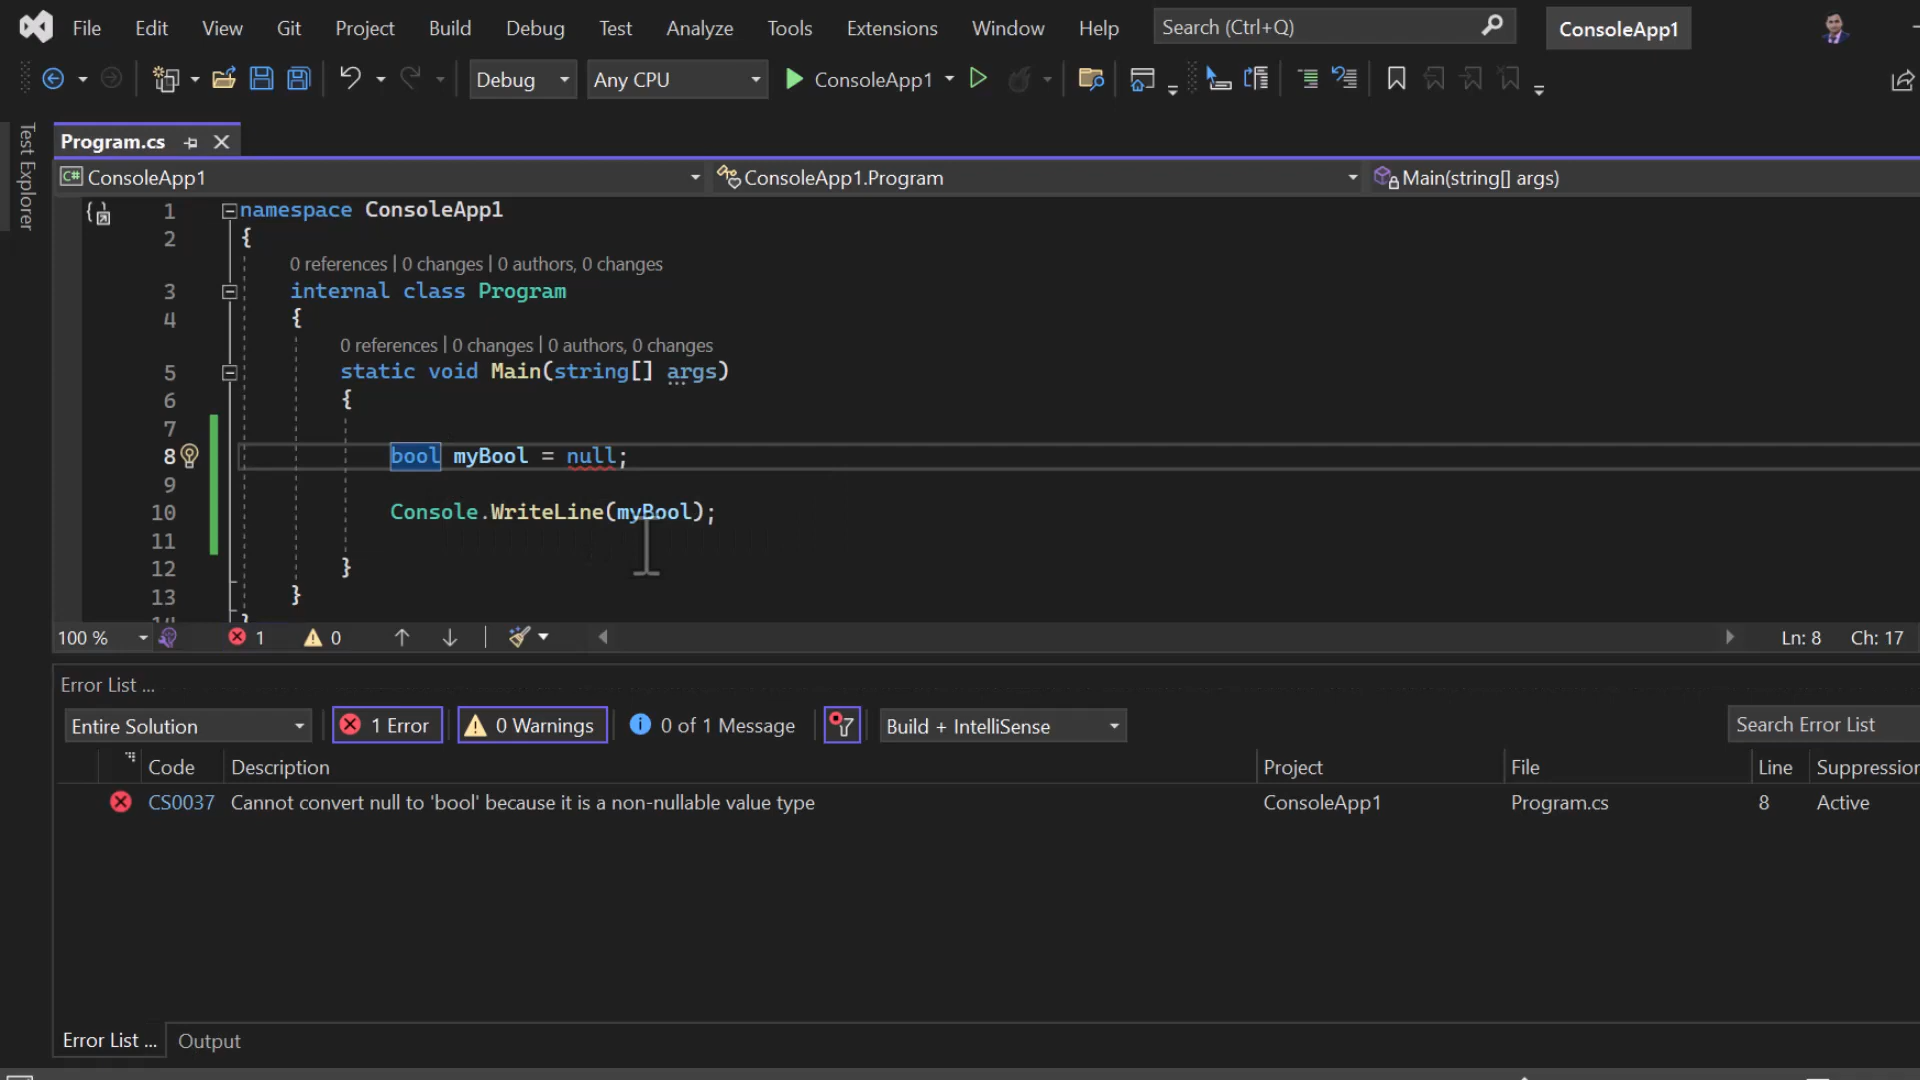 File Edit View Git Project Build Debug Test Analyze Tools Extensions Window Help Search (Ctrl+Q) ConsoleApp1
Debug Any CPU ConsoleApp1
Test Explorer
Program.cs
C# ConsoleApp1 ConsoleApp1.Program Main(string[] args)
1 namespace ConsoleApp1
2 {
0 references | 0 changes | 0 authors, 0 changes
3 internal class Program
4 {
0 references | 0 changes | 0 authors, 0 changes
5 static void Main(string[] args)
6 {
7
8 bool myBool = null;
9
10 Console.WriteLine(myBool);
11
12 }
13 }
14 }
100 % 1 0 Ln: 8 Ch: 17
Error List ...
Entire Solution 1 Error 0 Warnings 0 of 1 Message Build + IntelliSense Search Error List
Code Description Project File Line Suppression
CS0037 Cannot convert null to 'bool' because it is a non-nullable value type ConsoleApp1 Program.cs 8 Active
Error List ... Output